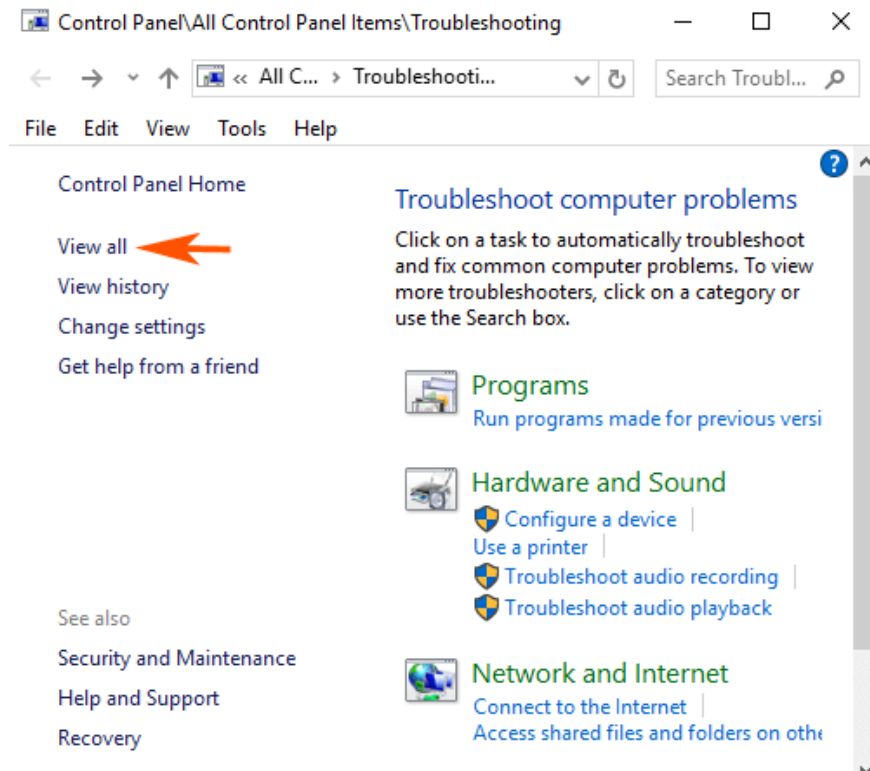 Control Panel\All Control Panel Items\Troubleshooting
« All C... › Troubleshooti...
Search Troubl...
File Edit View Tools Help
Control Panel Home
View all
View history
Change settings
Get help from a friend
See also
Security and Maintenance
Help and Support
Recovery
?
Troubleshoot computer problems
Click on a task to automatically troubleshoot
and fix common computer problems. To view
more troubleshooters, click on a category or
use the Search box.
Programs
Run programs made for previous versi
Hardware and Sound
Configure a device
Use a printer
Troubleshoot audio recording
Troubleshoot audio playback
Network and Internet
Connect to the Internet
Access shared files and folders on othe